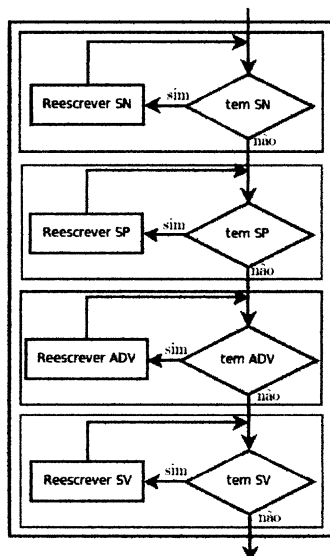 sim
Reescrever SN
tem SN
não
sim
Reescrever SP
tem SP
não
sim
Reescrever ADV
tem ADV
não
sim
Reescrever SV
tem SV
não